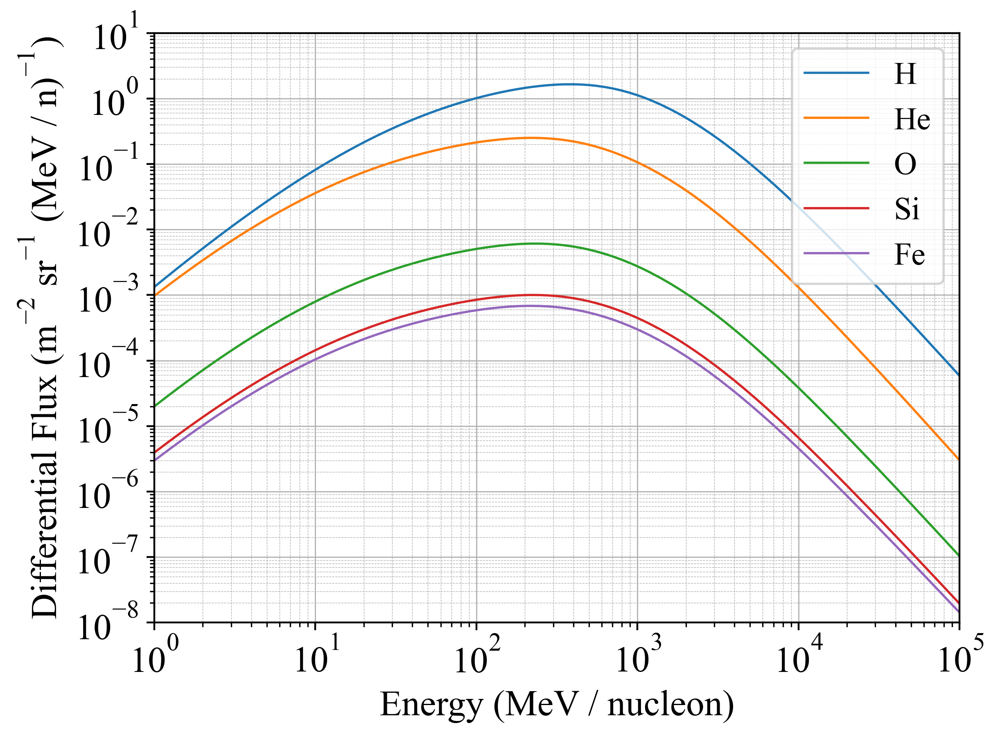 Differential Flux (m⁻² sr⁻¹ (MeV / n)⁻¹)
10¹
10⁰
10⁻¹
10⁻²
10⁻³
10⁻⁴
10⁻⁵
10⁻⁶
10⁻⁷
10⁻⁸
H
He
O
Si
Fe
10⁰ 10¹ 10² 10³ 10⁴ 10⁵
Energy (MeV / nucleon)